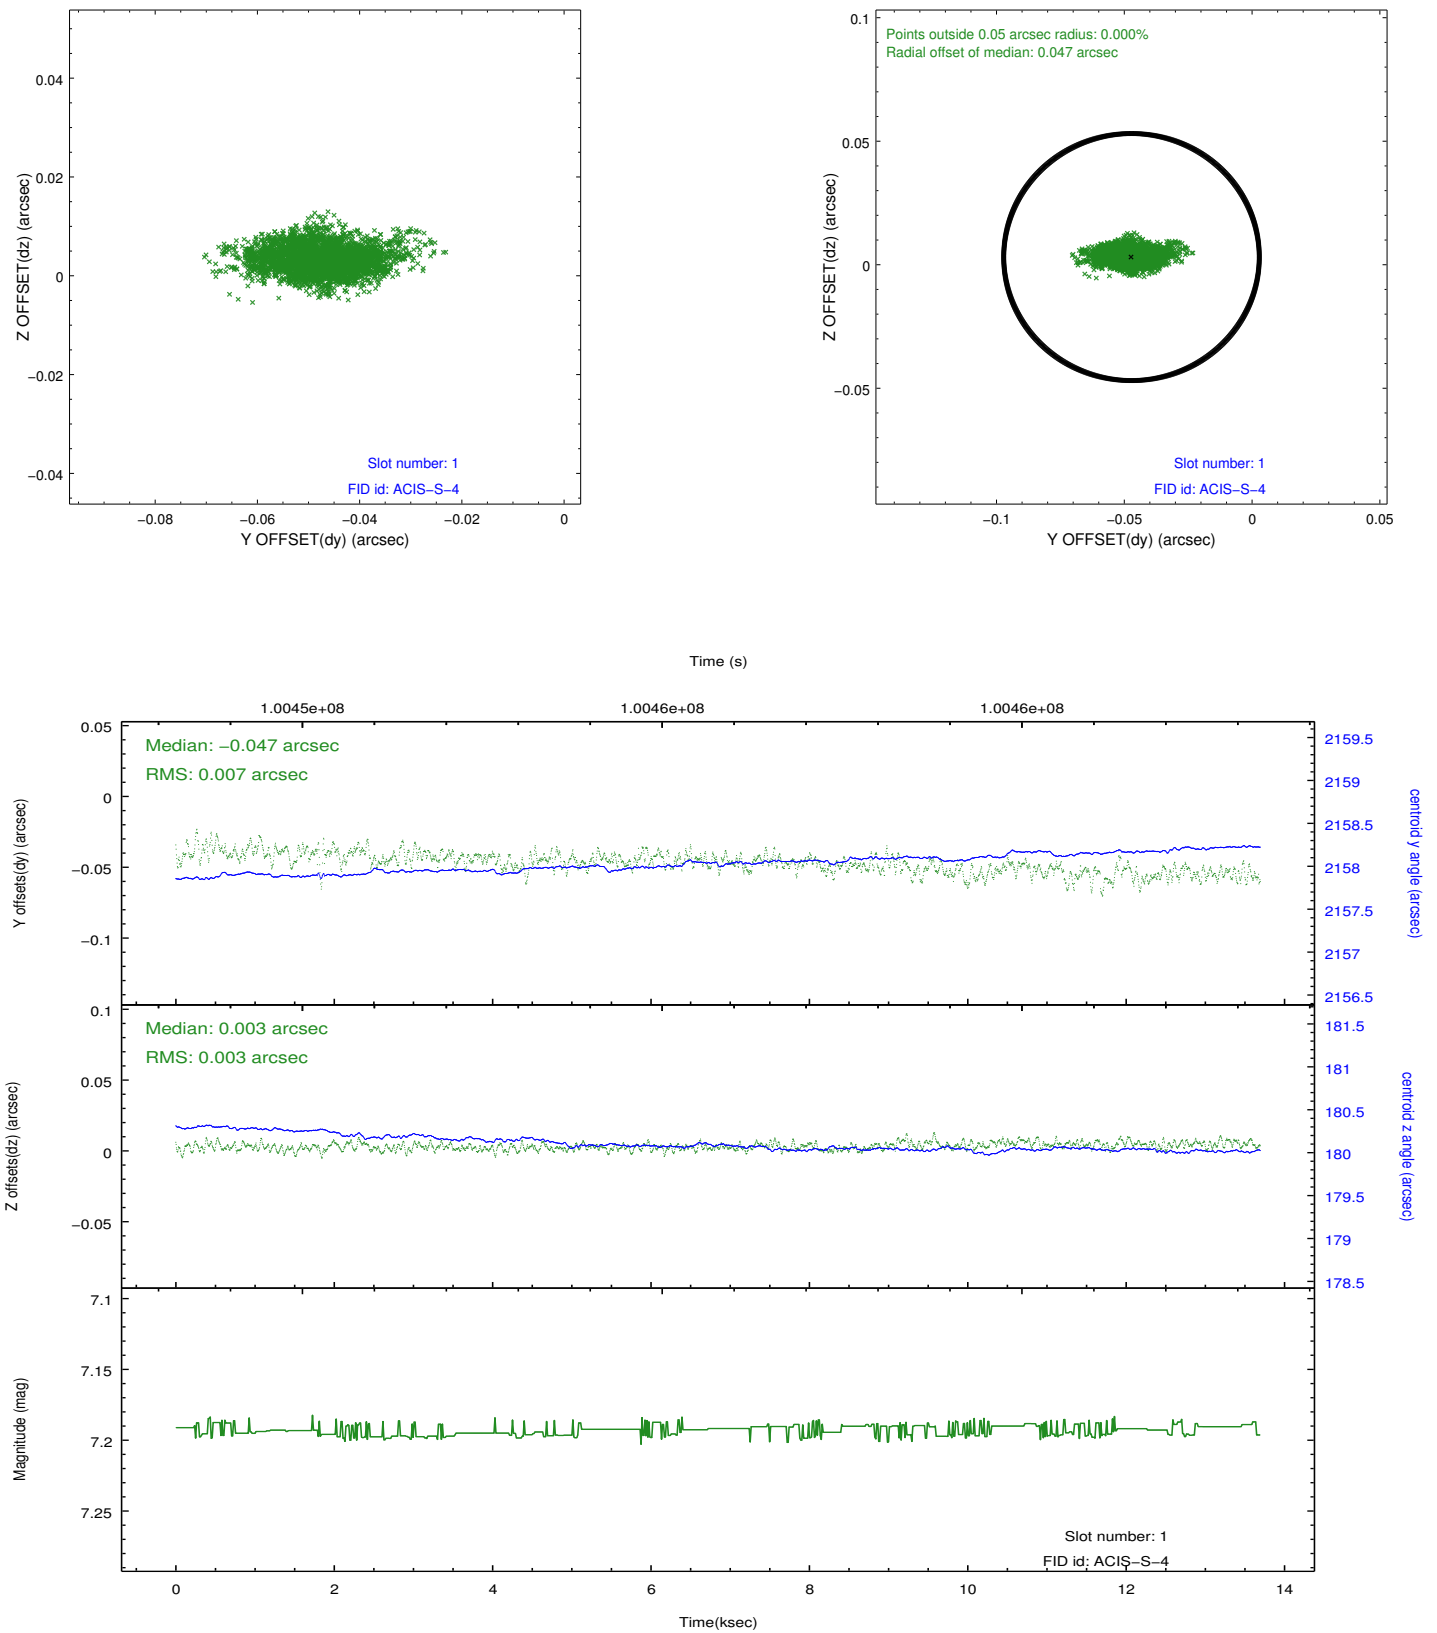 0.04
0.02
0
−0.02
−0.04
Z OFFSET(dz) (arcsec)
Slot number: 1
FID id: ACIS−S−4
−0.08
−0.06
−0.04
−0.02
0
Y OFFSET(dy) (arcsec)
0.1
0.05
0
−0.05
Z OFFSET(dz) (arcsec)
Points outside 0.05 arcsec radius: 0.000%
Radial offset of median: 0.047 arcsec
Slot number: 1
FID id: ACIS−S−4
−0.1
−0.05
0
0.05
Y OFFSET(dy) (arcsec)
Time (s)
1.0045e+08
1.0046e+08
1.0046e+08
0.05
0
−0.05
−0.1
Y offsets(dy) (arcsec)
Median: −0.047 arcsec
RMS: 0.007 arcsec
2159.5
2159
2158.5
2158
2157.5
2157
2156.5
centroid y angle (arcsec)
0.1
0.05
0
−0.05
Z offsets(dz) (arcsec)
Median: 0.003 arcsec
RMS: 0.003 arcsec
181.5
181
180.5
180
179.5
179
178.5
centroid z angle (arcsec)
7.1
7.15
7.2
7.25
Magnitude (mag)
Slot number: 1
FID id: ACIS−S−4
0
2
4
6
8
10
12
14
Time(ksec)